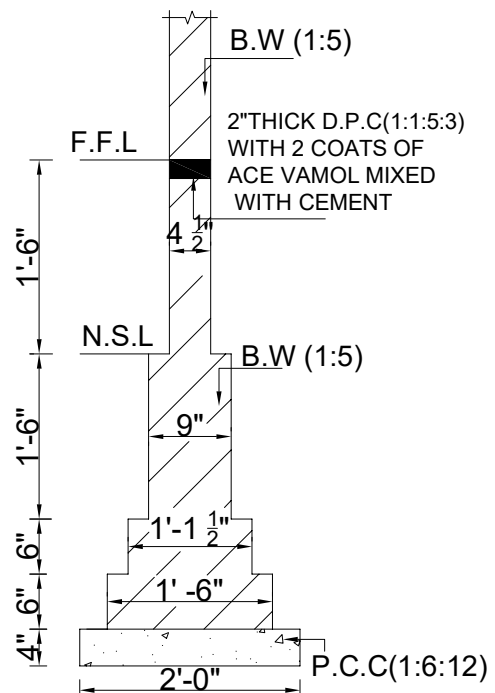 B.W (1:5)
2"THICK D.P.C(1:1:5:3)
WITH 2 COATS OF
ACE VAMOL MIXED
WITH CEMENT
F.F.L
4 1/2"
1'-6"
N.S.L
B.W (1:5)
1'-6"
9"
6"
1'-1 1/2"
6"
1' -6"
4"
P.C.C(1:6:12)
2'-0"